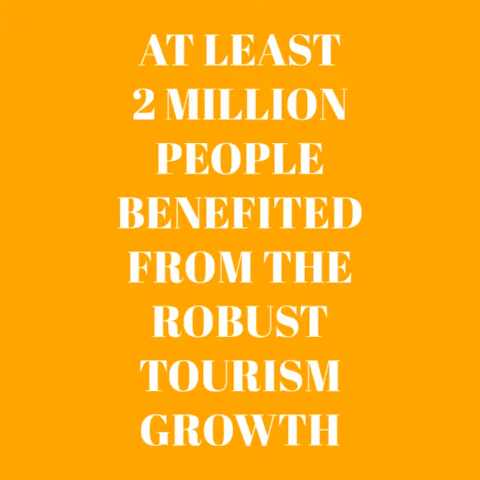 AT LEAST
2 MILLION
PEOPLE
BENEFITED
FROM THE
ROBUST
TOURISM
GROWTH